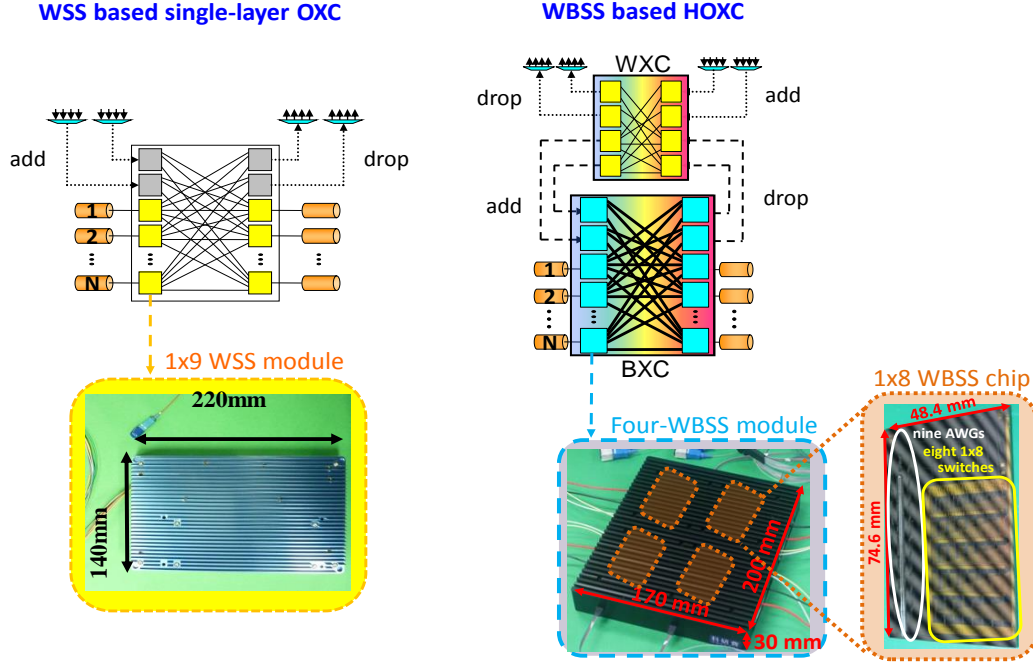 WSS based single-layer OXC
add
drop
1
2
N
1x9 WSS module
220mm
140mm
WBSS based HOXC
WXC
drop
add
add
drop
1
2
N
BXC
Four-WBSS module
200 mm
170 mm
30 mm
1x8 WBSS chip
48.4 mm
nine AWGs
eight 1x8
switches
74.6 mm